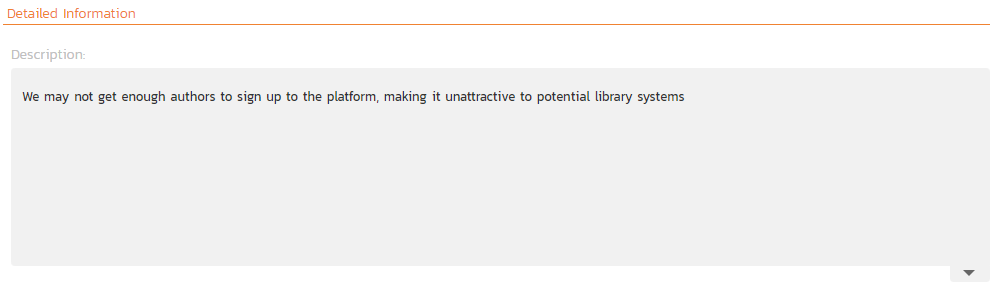 Detailed Information
Description:
We may not get enough authors to sign up to the platform, making it unattractive to potential library systems